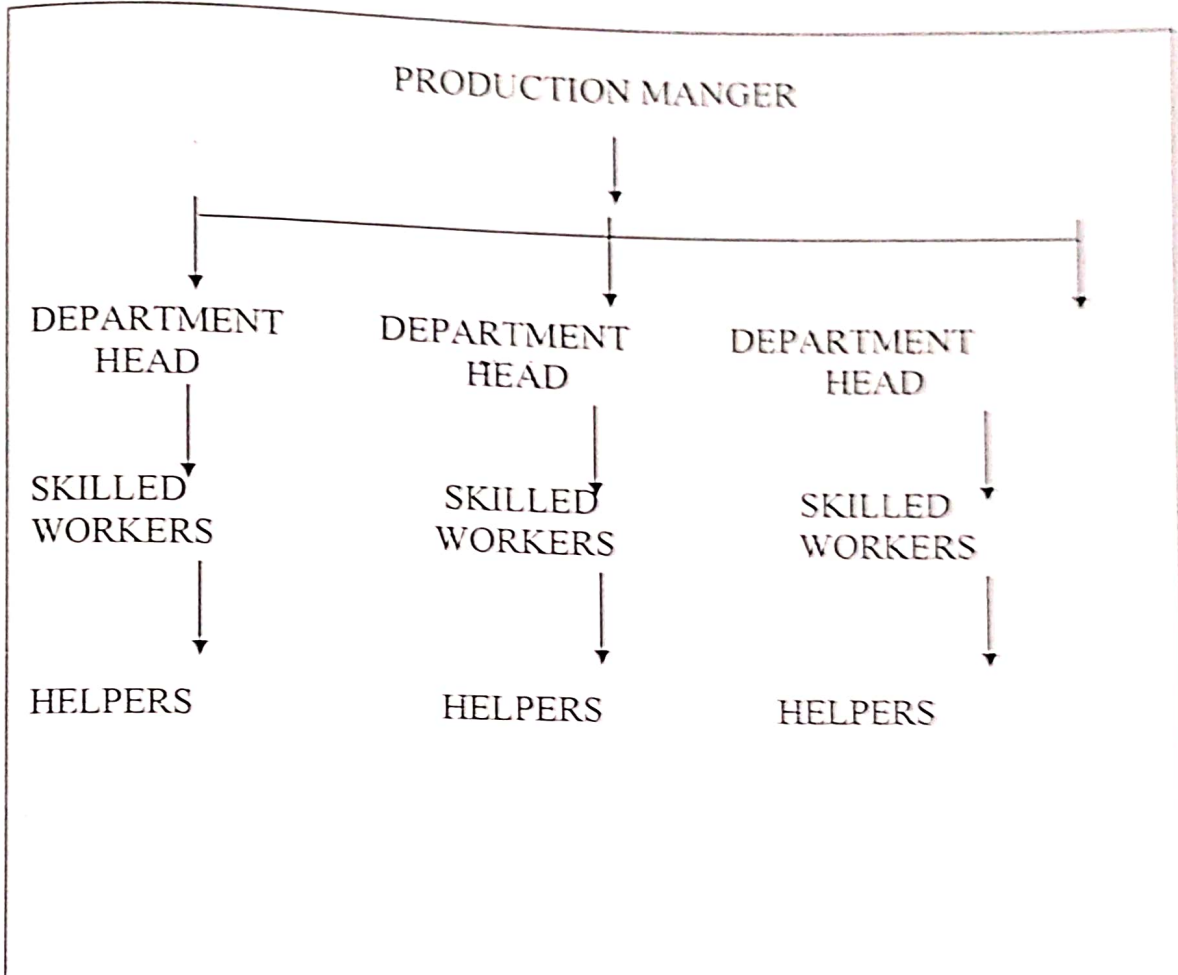 PRODUCTION MANGER
DEPARTMENT
HEAD
DEPARTMENT
HEAD
DEPARTMENT
HEAD
SKILLED
WORKERS
SKILLED
WORKERS
SKILLED
WORKERS
HELPERS
HELPERS
HELPERS